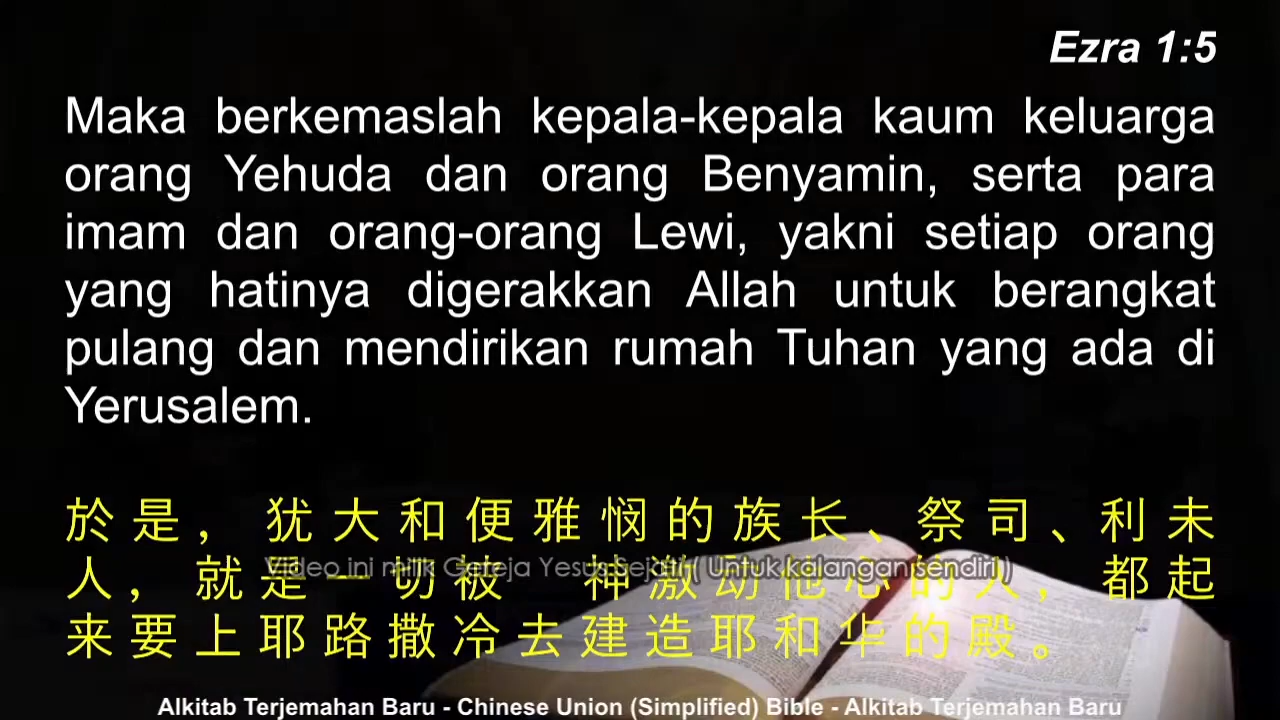 Ezra 1:5
Maka berkemaslah kepala-kepala kaum keluarga
orang Yehuda dan orang Benyamin, serta para
imam dan orang-orang Lewi, yakni setiap orang
yang hatinya digerakkan Allah untuk berangkat
pulang dan mendirikan rumah Tuhan yang ada di
Yerusalem.
於是，犹大和便雅悯的族长、祭司、利未
Video ini milik Gereja Yesus Sejati ( Untuk kalangan sendiri )
人，就是一切被 神激动他心的人，都起
来要上耶路撒冷去建造耶和华的殿。
Alkitab Terjemahan Baru - Chinese Union (Simplified) Bible - Alkitab Terjemahan Baru